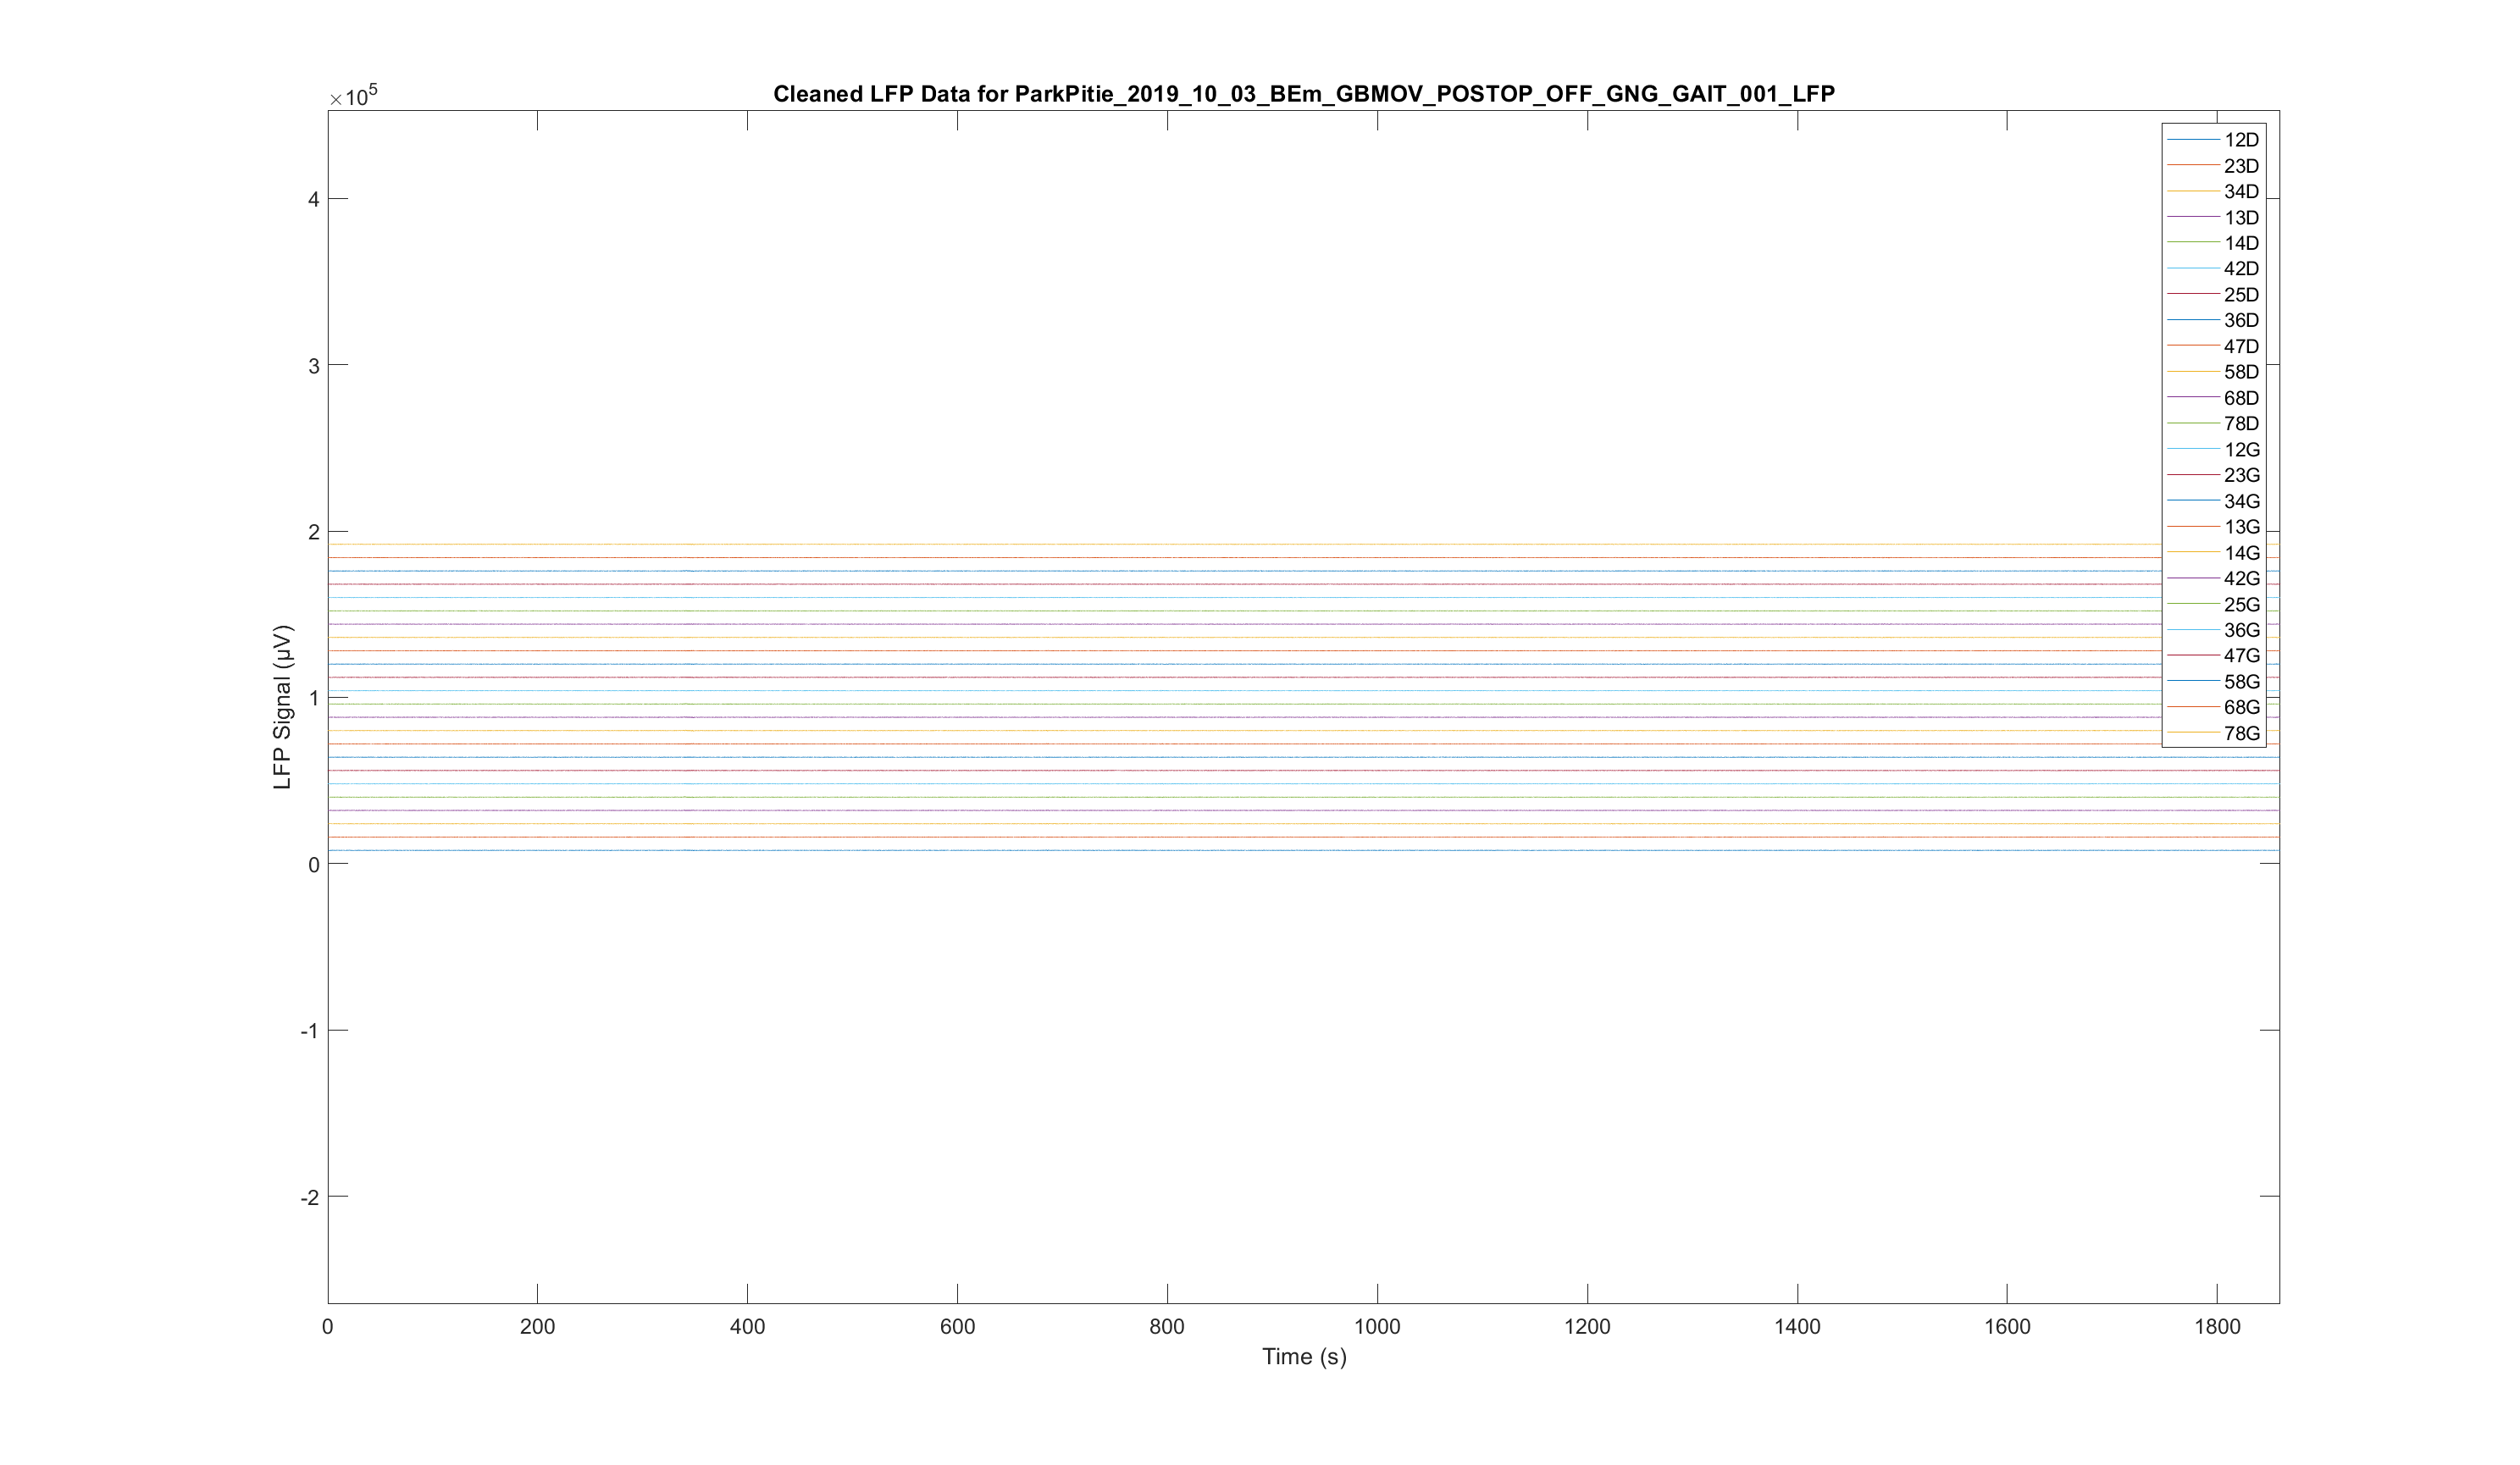 Cleaned LFP Data for ParkPitie_2019_10_03_BEm_GBMOV_POSTOP_OFF_GNG_GAIT_001_LFP
×10⁵
4
3
2
1
0
-1
-2
LFP Signal (µV)
0 200 400 600 800 1000 1200 1400 1600 1800
Time (s)
12D
23D
34D
13D
14D
42D
25D
36D
47D
58D
68D
78D
12G
23G
34G
13G
14G
42G
25G
36G
47G
58G
68G
78G